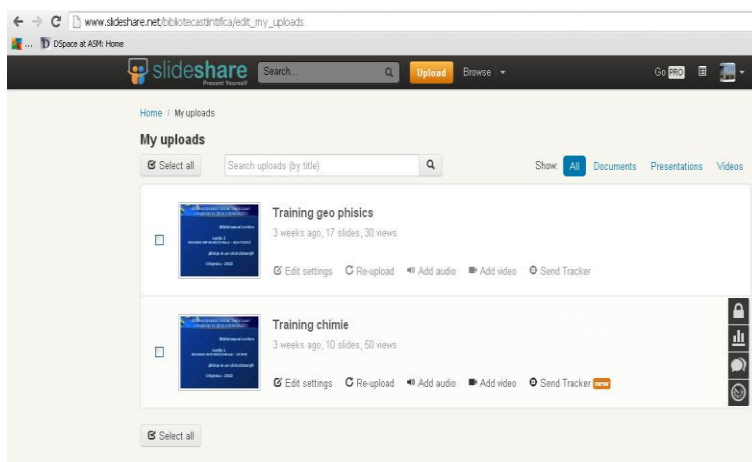 www.slideshare.net/bibliotecastintifica/edit_my_uploads
... DSpace at ASM: Home
slideshare Search... Upload Browse Go PRO
Present Yourself
Home / My uploads
My uploads
Select all Search uploads (by title) Show: All Documents Presentations Videos
Training geo phisics
3 weeks ago, 17 slides, 30 views
Edit settings Re-upload Add audio Add video Send Tracker
Training chimie
3 weeks ago, 10 slides, 50 views
Edit settings Re-upload Add audio Add video Send Tracker new
Select all